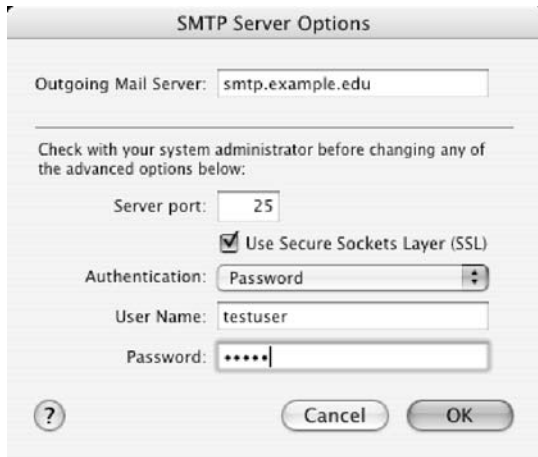 SMTP Server Options
Outgoing Mail Server: smtp.example.edu
Check with your system administrator before changing any of
the advanced options below:
Server port: 25
Use Secure Sockets Layer (SSL)
Authentication: Password
User Name: testuser
Password: •••••
? Cancel OK